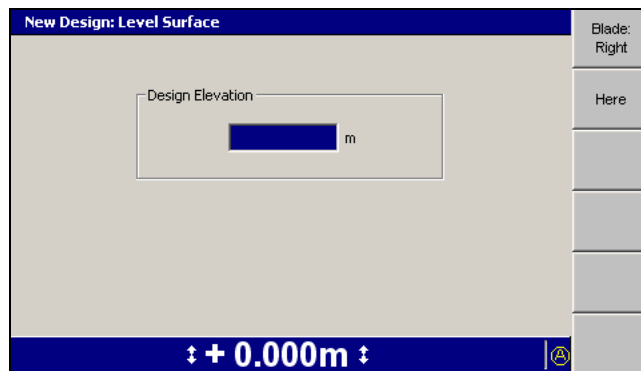 New Design: Level Surface
Blade:
Right
Here
Design Elevation
m
+ 0.000m
A